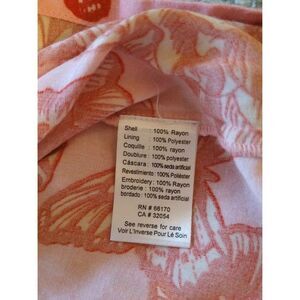 Shell : 100% Rayon
Lining : 100% Polyester
Coquille : 100% rayon
Doublure : 100% polyester
Cáscara : 100% seda artificial
Revestimiento : 100% Poliéster
Embroidery : 100% Rayon
broderie : 100% rayon
bordado : 100% seda artificial
RN # 66170
CA # 32054
See reverse for care
Voir L'inverse Pour Lé Soin